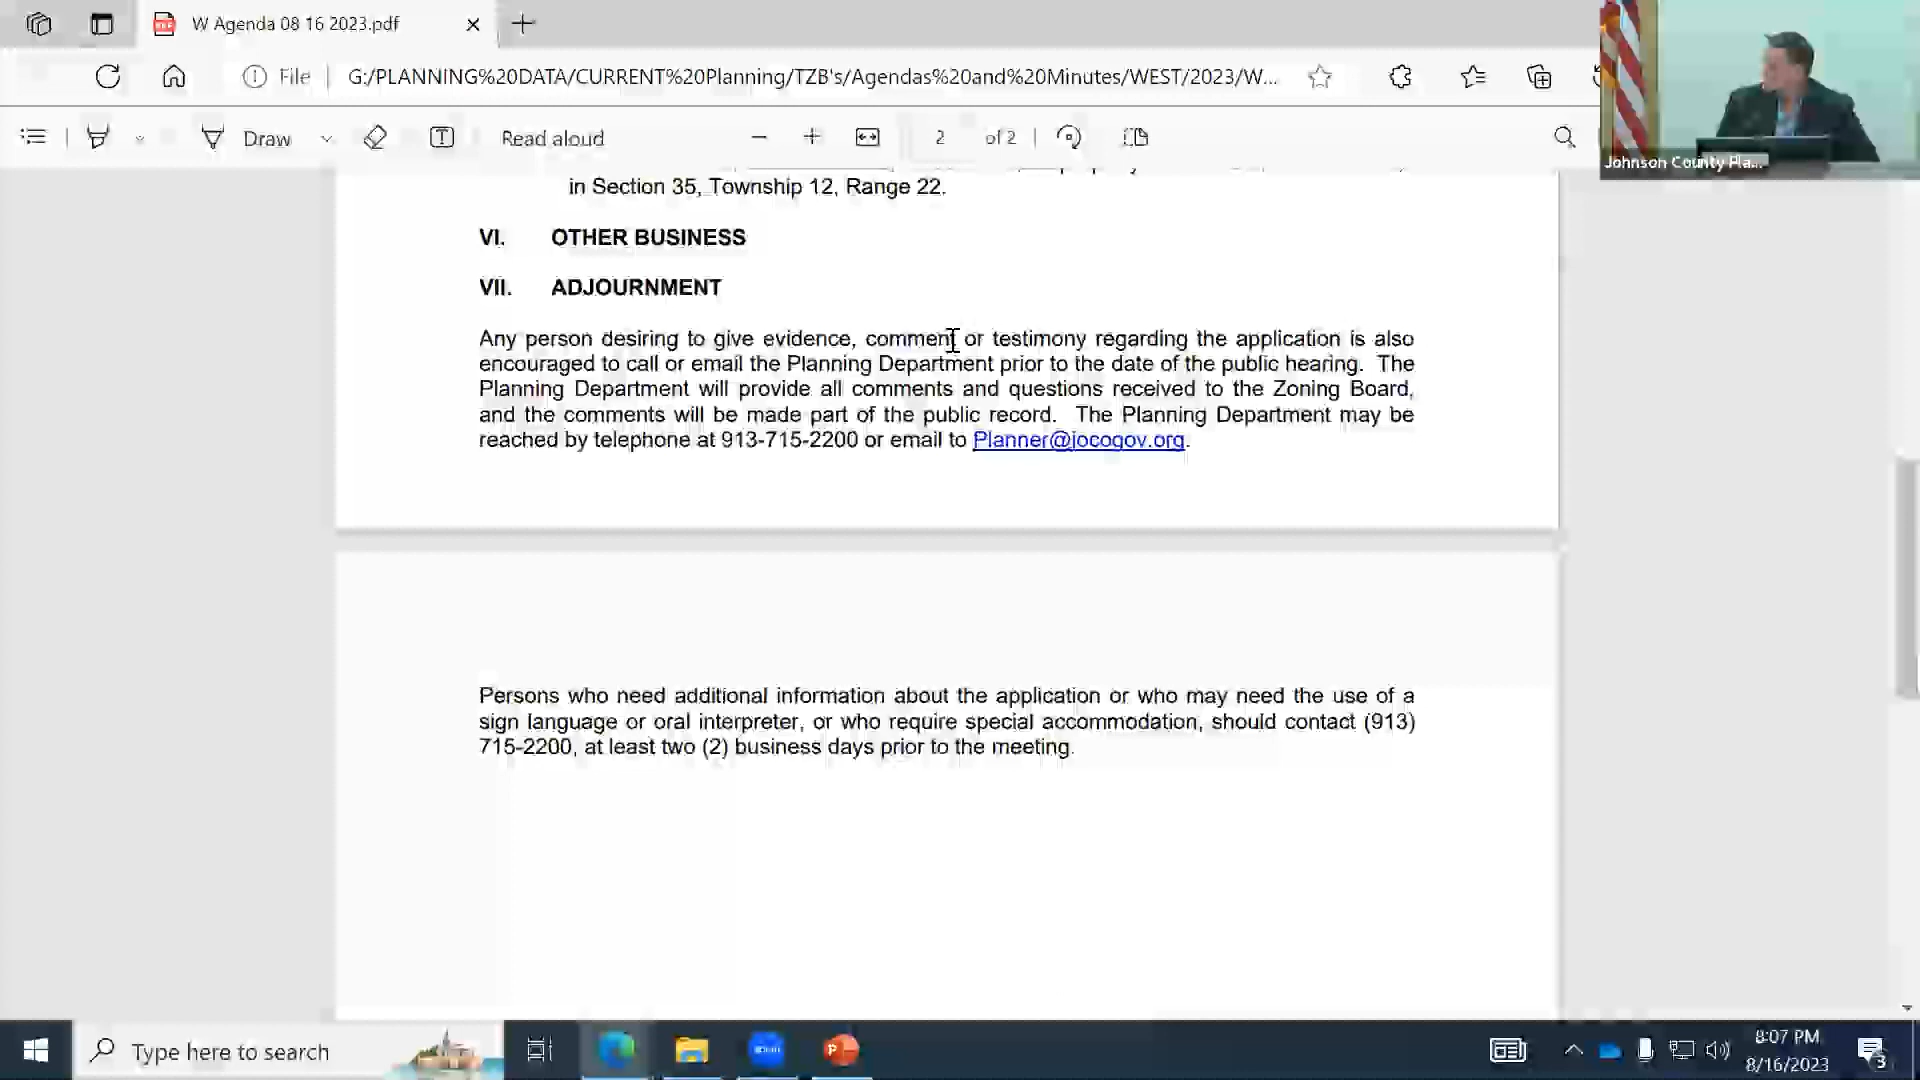 W Agenda 08 16 2023.pdf
File G:/PLANNING%20DATA/CURRENT%20Planning/TZB's/Agendas%20and%20Minutes/WEST/2023/W...
Draw Read aloud 2 of 2
Johnson County Pla...
in Section 35, Township 12, Range 22.
VI. OTHER BUSINESS
VII. ADJOURNMENT
Any person desiring to give evidence, comment or testimony regarding the application is also
encouraged to call or email the Planning Department prior to the date of the public hearing. The
Planning Department will provide all comments and questions received to the Zoning Board,
and the comments will be made part of the public record. The Planning Department may be
reached by telephone at 913-715-2200 or email to Planner@jocogov.org.
Persons who need additional information about the application or who may need the use of a
sign language or oral interpreter, or who require special accommodation, should contact (913)
715-2200, at least two (2) business days prior to the meeting.
Type here to search
8:07 PM
8/16/2023
3